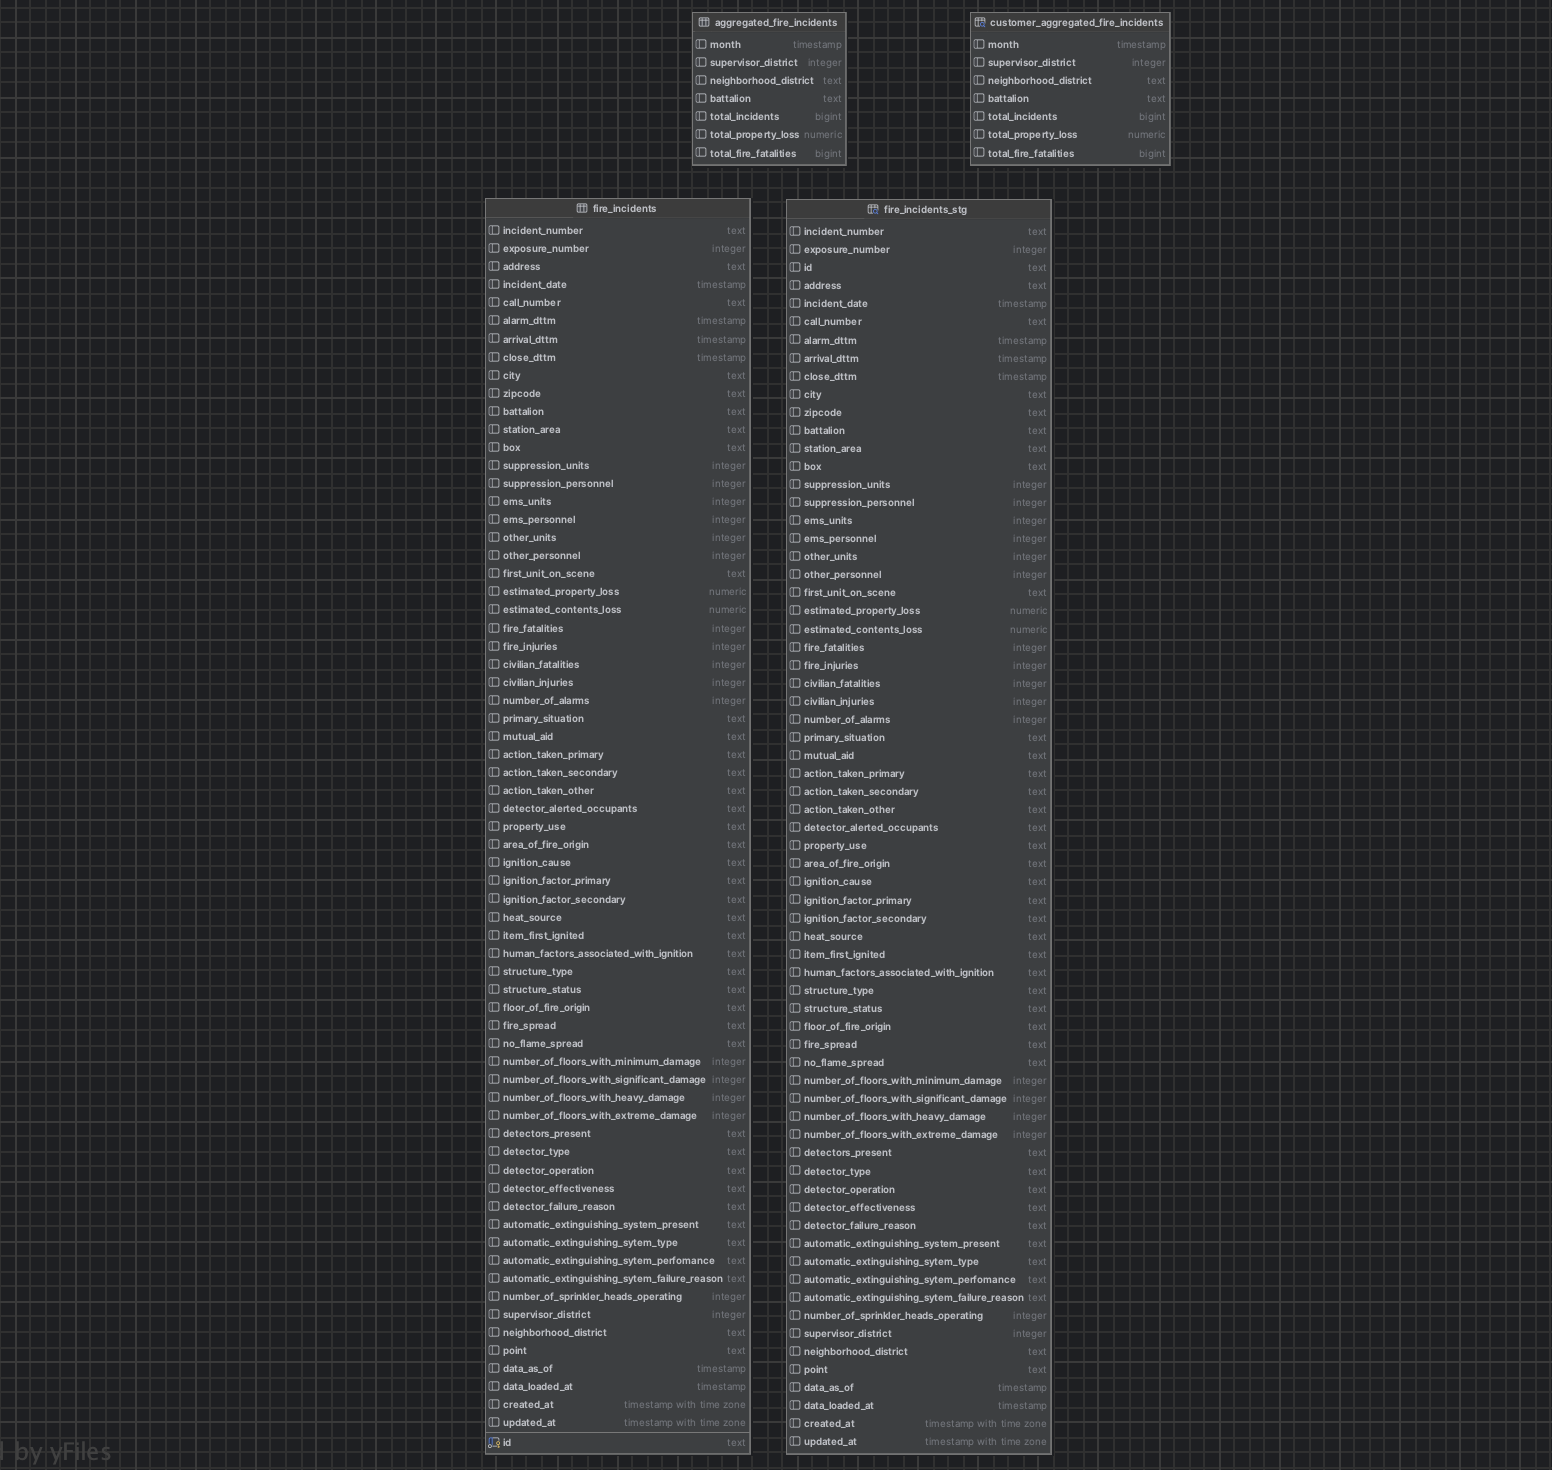 aggregated_fire_incidents
month timestamp
supervisor_district integer
neighborhood_district text
battalion text
total_incidents bigint
total_property_loss numeric
total_fire_fatalities bigint
customer_aggregated_fire_incidents
month timestamp
supervisor_district integer
neighborhood_district text
battalion text
total_incidents bigint
total_property_loss numeric
total_fire_fatalities bigint
fire_incidents
incident_number text
exposure_number integer
address text
incident_date timestamp
call_number text
alarm_dttm timestamp
arrival_dttm timestamp
close_dttm timestamp
city text
zipcode text
battalion text
station_area text
box text
suppression_units integer
suppression_personnel integer
ems_units integer
ems_personnel integer
other_units integer
other_personnel integer
first_unit_on_scene text
estimated_property_loss numeric
estimated_contents_loss numeric
fire_fatalities integer
fire_injuries integer
civilian_fatalities integer
civilian_injuries integer
number_of_alarms integer
primary_situation text
mutual_aid text
action_taken_primary text
action_taken_secondary text
action_taken_other text
detector_alerted_occupants text
property_use text
area_of_fire_origin text
ignition_cause text
ignition_factor_primary text
ignition_factor_secondary text
heat_source text
item_first_ignited text
human_factors_associated_with_ignition text
structure_type text
structure_status text
floor_of_fire_origin text
fire_spread text
no_flame_spread text
number_of_floors_with_minimum_damage integer
number_of_floors_with_significant_damage integer
number_of_floors_with_heavy_damage integer
number_of_floors_with_extreme_damage integer
detectors_present text
detector_type text
detector_operation text
detector_effectiveness text
detector_failure_reason text
automatic_extinguishing_system_present text
automatic_extinguishing_sytem_type text
automatic_extinguishing_sytem_perfomance text
automatic_extinguishing_sytem_failure_reason text
number_of_sprinkler_heads_operating integer
supervisor_district integer
neighborhood_district text
point text
data_as_of timestamp
data_loaded_at timestamp
created_at timestamp with time zone
updated_at timestamp with time zone
id text
fire_incidents_stg
incident_number text
exposure_number integer
id text
address text
incident_date timestamp
call_number text
alarm_dttm timestamp
arrival_dttm timestamp
close_dttm timestamp
city text
zipcode text
battalion text
station_area text
box text
suppression_units integer
suppression_personnel integer
ems_units integer
ems_personnel integer
other_units integer
other_personnel integer
first_unit_on_scene text
estimated_property_loss numeric
estimated_contents_loss numeric
fire_fatalities integer
fire_injuries integer
civilian_fatalities integer
civilian_injuries integer
number_of_alarms integer
primary_situation text
mutual_aid text
action_taken_primary text
action_taken_secondary text
action_taken_other text
detector_alerted_occupants text
property_use text
area_of_fire_origin text
ignition_cause text
ignition_factor_primary text
ignition_factor_secondary text
heat_source text
item_first_ignited text
human_factors_associated_with_ignition text
structure_type text
structure_status text
floor_of_fire_origin text
fire_spread text
no_flame_spread text
number_of_floors_with_minimum_damage integer
number_of_floors_with_significant_damage integer
number_of_floors_with_heavy_damage integer
number_of_floors_with_extreme_damage integer
detectors_present text
detector_type text
detector_operation text
detector_effectiveness text
detector_failure_reason text
automatic_extinguishing_system_present text
automatic_extinguishing_sytem_type text
automatic_extinguishing_sytem_perfomance text
automatic_extinguishing_sytem_failure_reason text
number_of_sprinkler_heads_operating integer
supervisor_district integer
neighborhood_district text
point text
data_as_of timestamp
data_loaded_at timestamp
created_at timestamp with time zone
updated_at timestamp with time zone
by yFiles